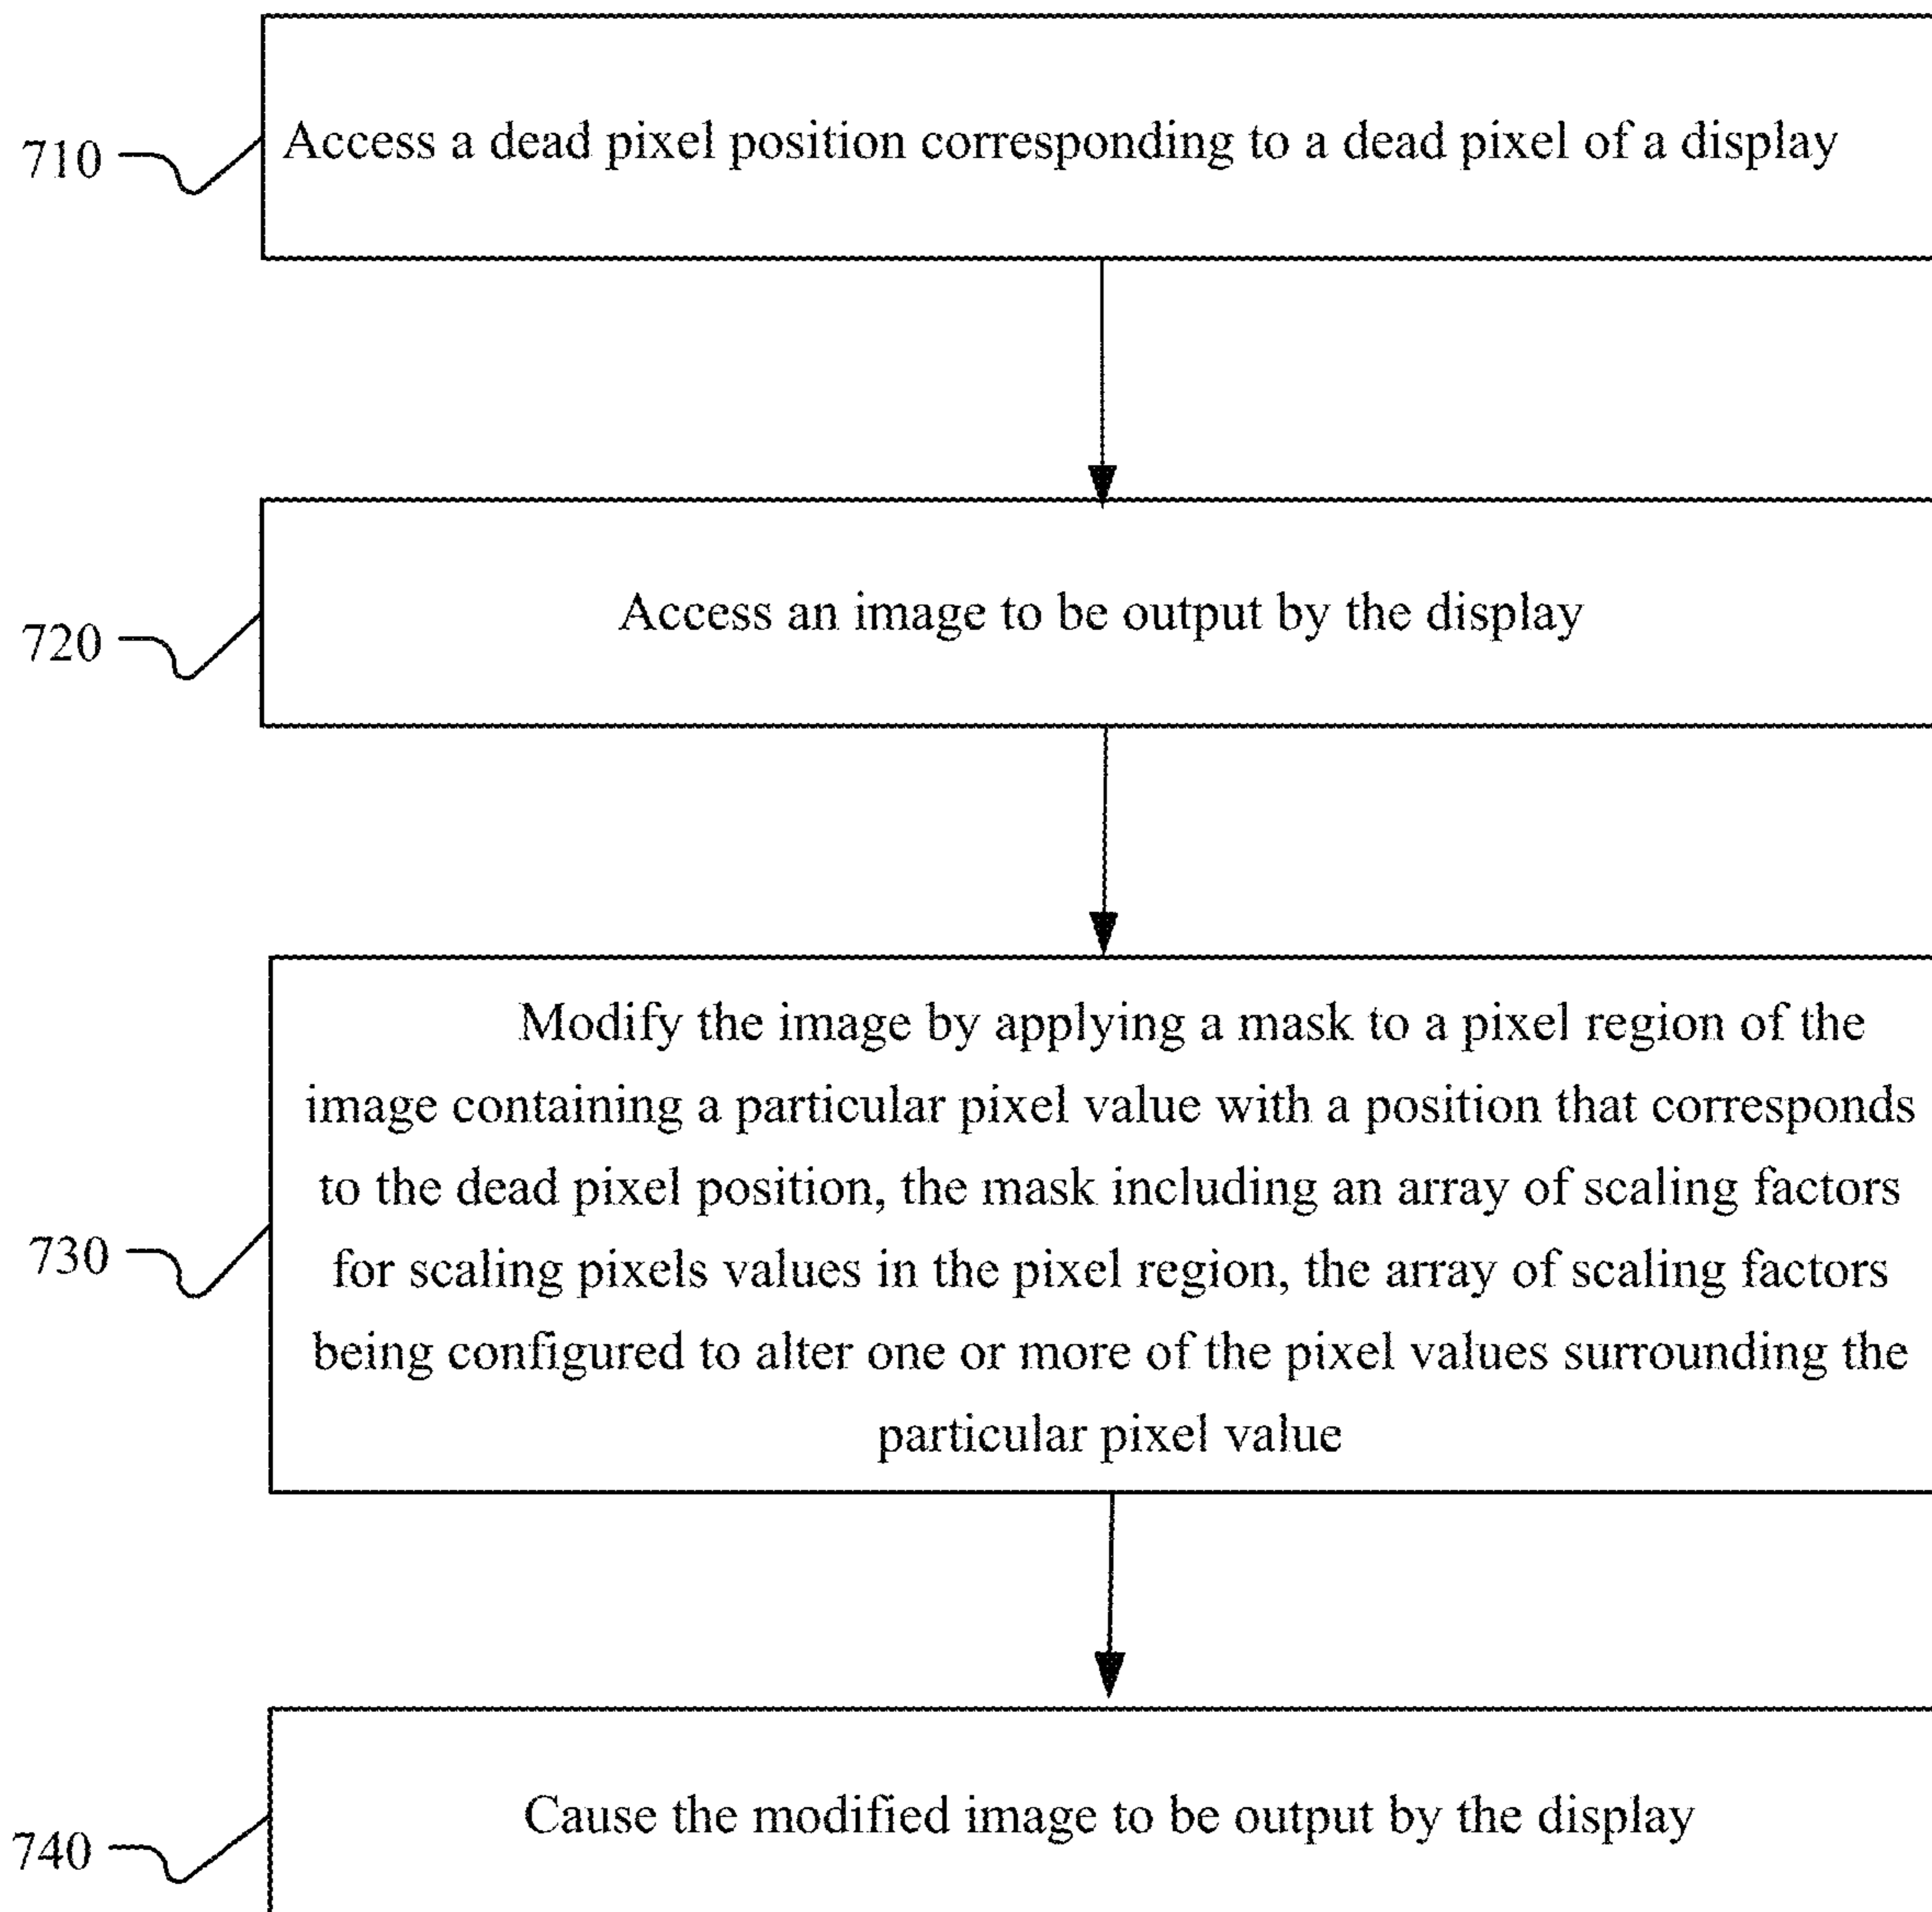 710
Access a dead pixel position corresponding to a dead pixel of a display
720
Access an image to be output by the display
730
Modify the image by applying a mask to a pixel region of the
image containing a particular pixel value with a position that corresponds
to the dead pixel position, the mask including an array of scaling factors
for scaling pixels values in the pixel region, the array of scaling factors
being configured to alter one or more of the pixel values surrounding the
particular pixel value
740
Cause the modified image to be output by the display